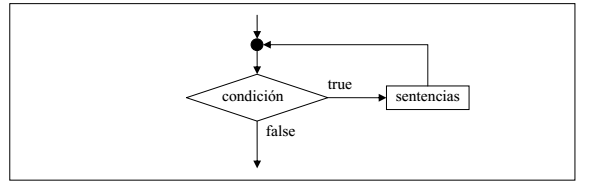 true
condición
sentencias
false